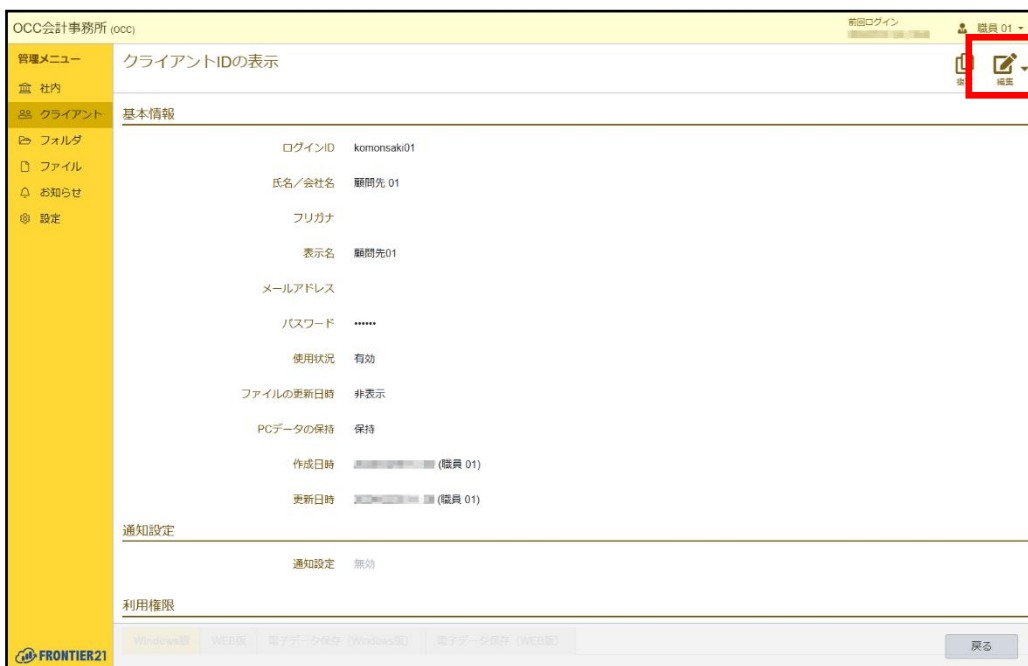 OCC会計事務所 (OCC)
前回ログイン
職員 01
管理メニュー
社内
クライアント
フォルダ
ファイル
お知らせ
設定
FRONTIER21
クライアントIDの表示
編集
基本情報
ログインID komonsaki01
氏名／会社名 顧問先 01
フリガナ
表示名 顧問先01
メールアドレス
パスワード ••••••
使用状況 有効
ファイルの更新日時 非表示
PCデータの保持 保持
作成日時 (職員 01)
更新日時 (職員 01)
通知設定
通知設定 無効
利用権限
Windows版 WEB版 電子データ保存 (Windows版) 電子データ保存 (WEB版)
戻る